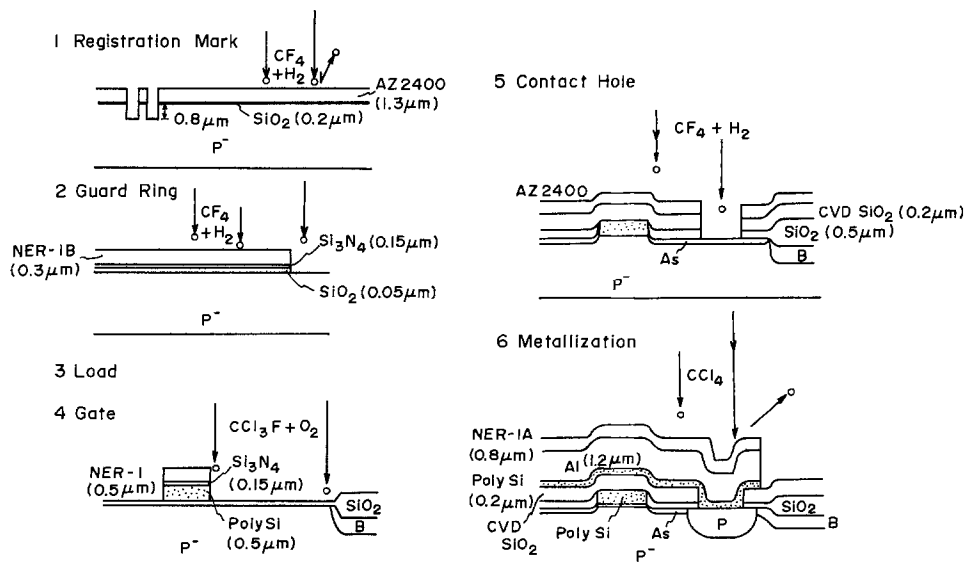 1 Registration Mark
CF4
+H2
AZ2400
(1.3μm)
SiO2 (0.2μm)
0.8μm
P-
2 Guard Ring
CF4
+H2
NER-1B
(0.3μm)
Si3N4 (0.15μm)
SiO2 (0.05μm)
P-
3 Load
4 Gate
CCl3F + O2
NER-1
(0.5μm)
Si3N4
(0.15μm)
Poly Si
(0.5μm)
SiO2
B
P-
5 Contact Hole
CF4 + H2
AZ2400
CVD SiO2 (0.2μm)
SiO2
(0.5μm)
As
B
P-
6 Metallization
CCl4
NER-1A
(0.8μm)
Al (1.2μm)
Poly Si
(0.2μm)
CVD
SiO2
Poly Si
As
P
SiO2
B
P-